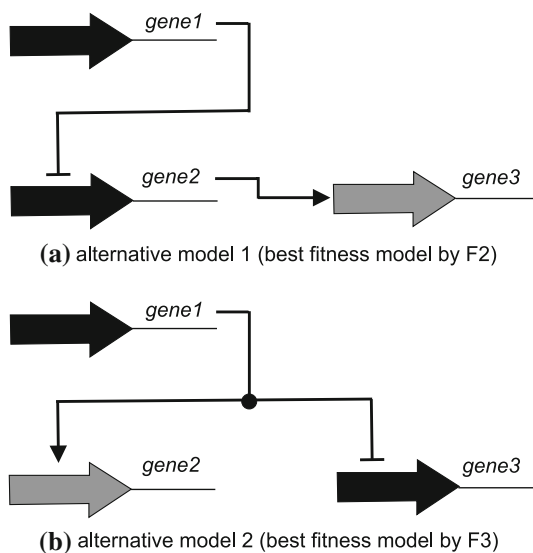 gene1
gene2
gene3
(a) alternative model 1 (best fitness model by F2)
gene1
gene2
gene3
(b) alternative model 2 (best fitness model by F3)